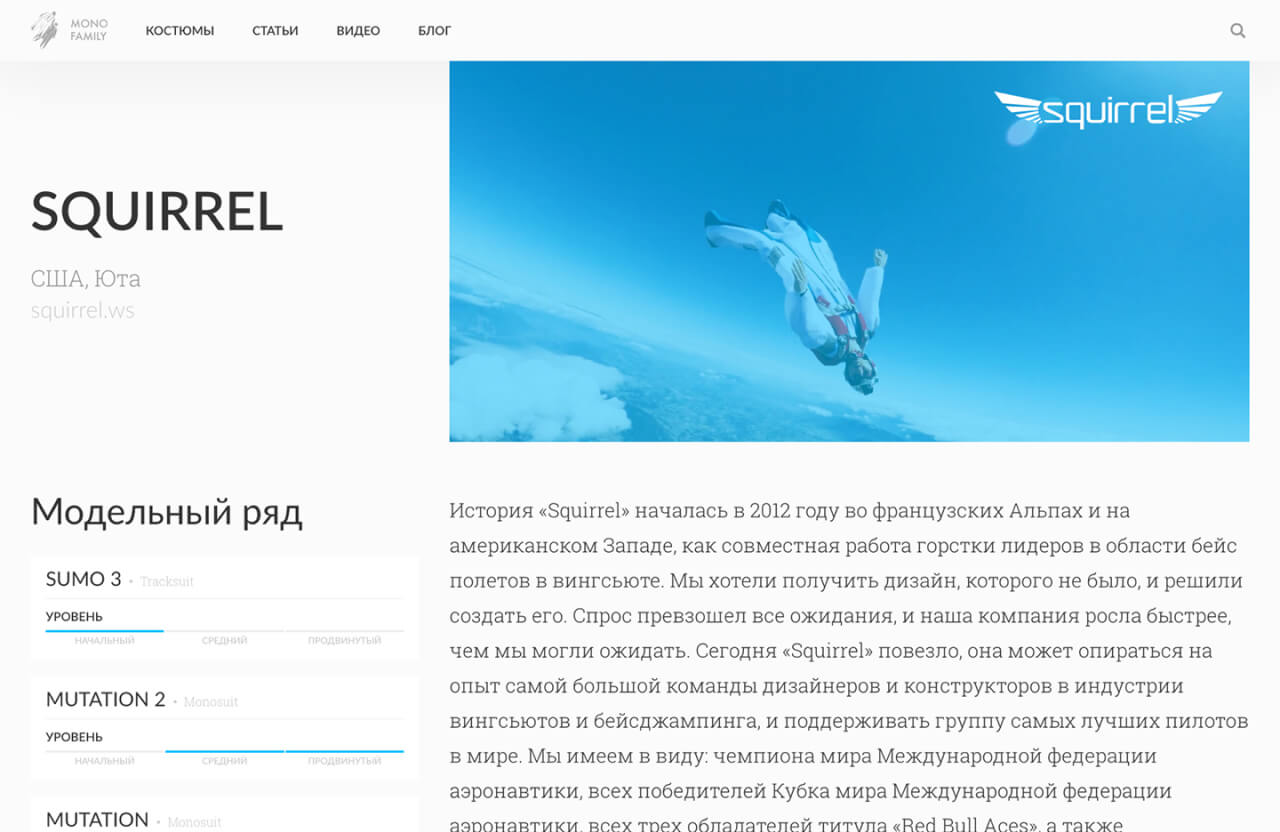 MONO
FAMILY
КОСТЮМЫ СТАТЬИ ВИДЕО БЛОГ
squirrel
SQUIRREL
США, Юта
squirrel.ws
Модельный ряд
SUMO 3 • Tracksuit
УРОВЕНЬ
НАЧАЛЬНЫЙ СРЕДНИЙ ПРОДВИНУТЫЙ
MUTATION 2 • Monosuit
УРОВЕНЬ
НАЧАЛЬНЫЙ СРЕДНИЙ ПРОДВИНУТЫЙ
MUTATION • Monosuit
История «Squirrel» началась в 2012 году во французских Альпах и на
американском Западе, как совместная работа горстки лидеров в области бейс
полетов в вингсьюте. Мы хотели получить дизайн, которого не было, и решили
создать его. Спрос превзошел все ожидания, и наша компания росла быстрее,
чем мы могли ожидать. Сегодня «Squirrel» повезло, она может опираться на
опыт самой большой команды дизайнеров и конструкторов в индустрии
вингсьютов и бейсджампинга, и поддерживать группу самых лучших пилотов
в мире. Мы имеем в виду: чемпиона мира Международной федерации
аэронавтики, всех победителей Кубка мира Международной федерации
аэронавтики, всех трех обладателей титула «Red Bull Aces», а также